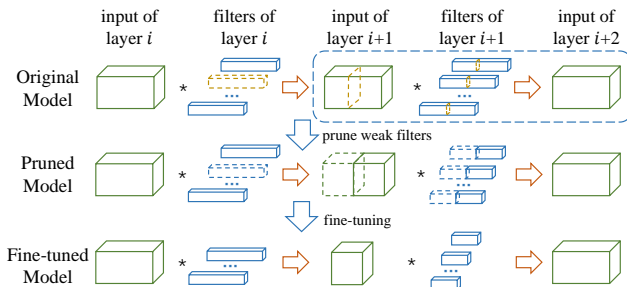 input of filters of input of filters of input of
layer i layer i layer i+1 layer i+1 layer i+2
Original
Model
* ... * ...
prune weak filters
Pruned
Model
* ... * ...
fine-tuning
Fine-tuned
Model
* ... * ...